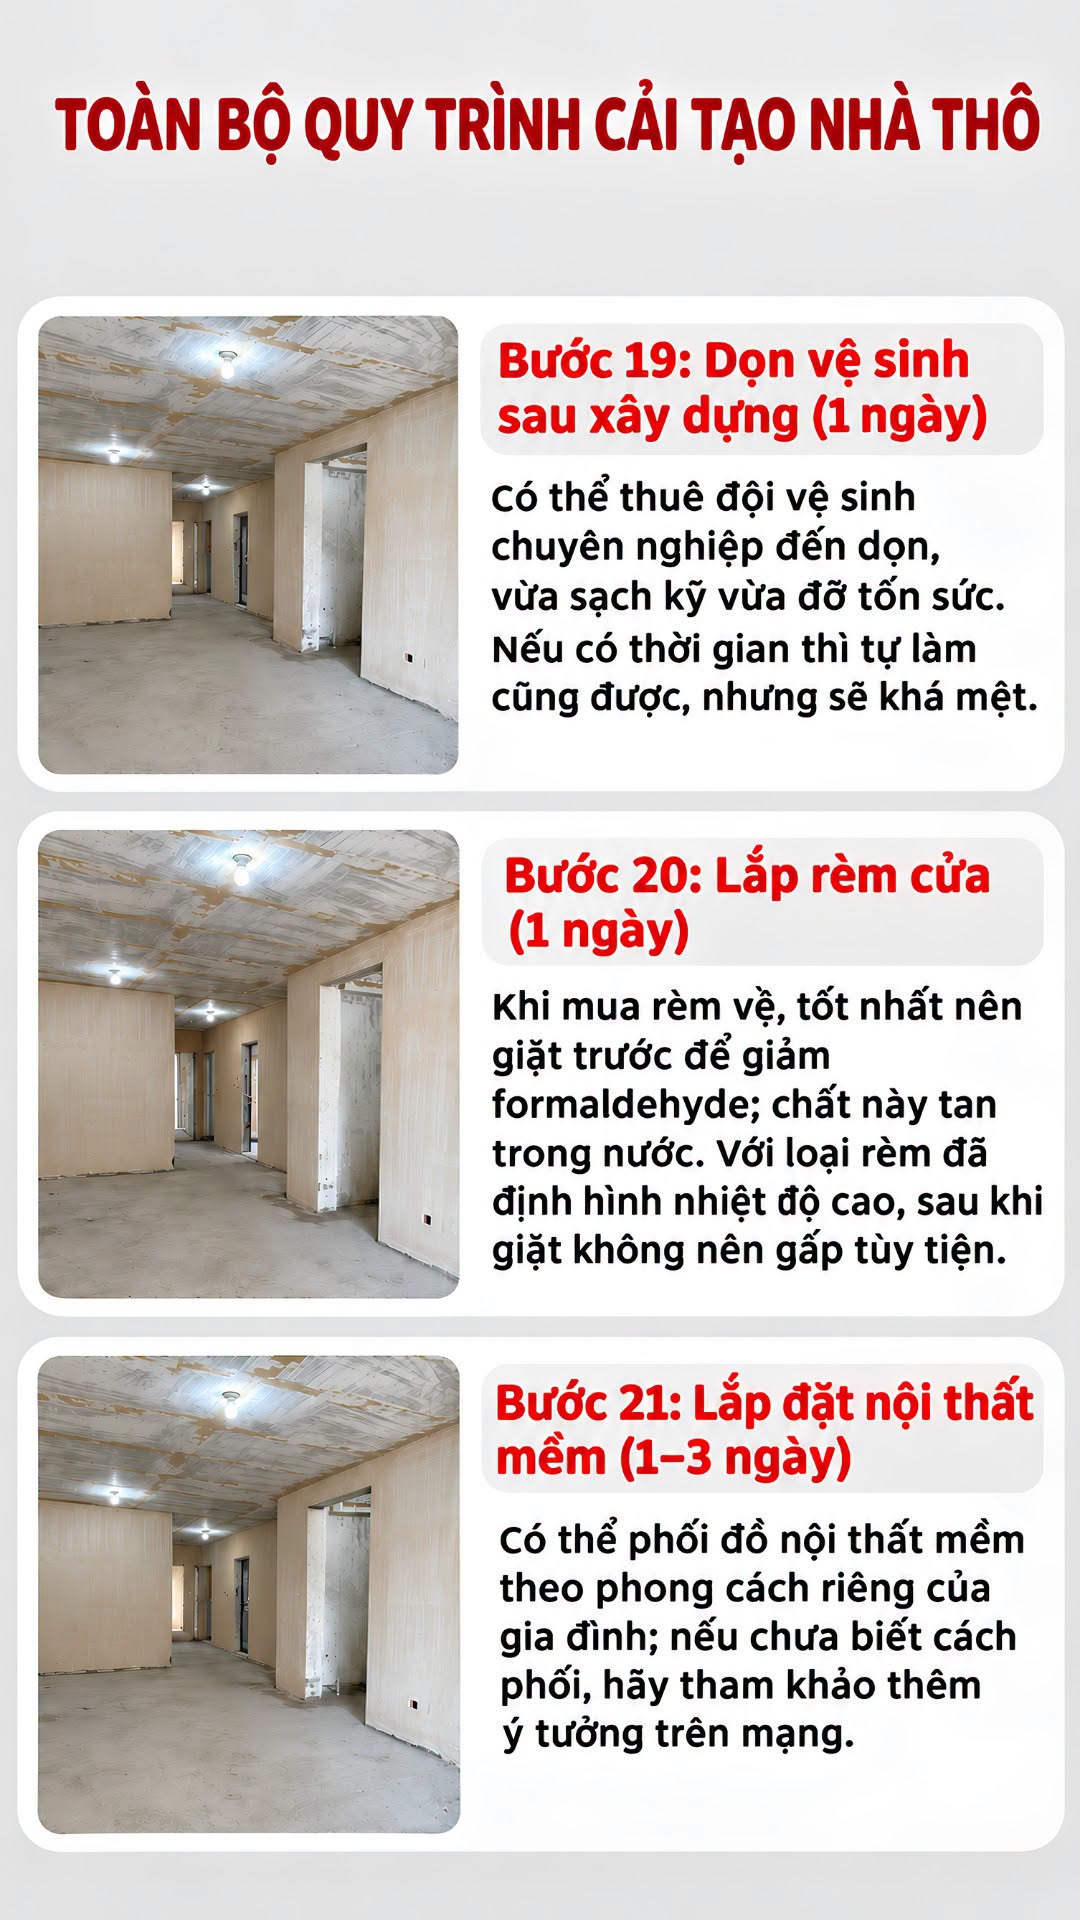 TOÀN BỘ QUY TRÌNH CẢI TẠO NHÀ THÔ
Bước 19: Dọn vệ sinh
sau xây dựng (1 ngày)
Có thể thuê đội vệ sinh
chuyên nghiệp đến dọn,
vừa sạch kỹ vừa đỡ tốn sức.
Nếu có thời gian thì tự làm
cũng được, nhưng sẽ khá mệt.
Bước 20: Lắp rèm cửa
(1 ngày)
Khi mua rèm về, tốt nhất nên
giặt trước để giảm
formaldehyde; chất này tan
trong nước. Với loại rèm đã
định hình nhiệt độ cao, sau khi
giặt không nên gấp tùy tiện.
Bước 21: Lắp đặt nội thất
mềm (1–3 ngày)
Có thể phối đồ nội thất mềm
theo phong cách riêng của
gia đình; nếu chưa biết cách
phối, hãy tham khảo thêm
ý tưởng trên mạng.